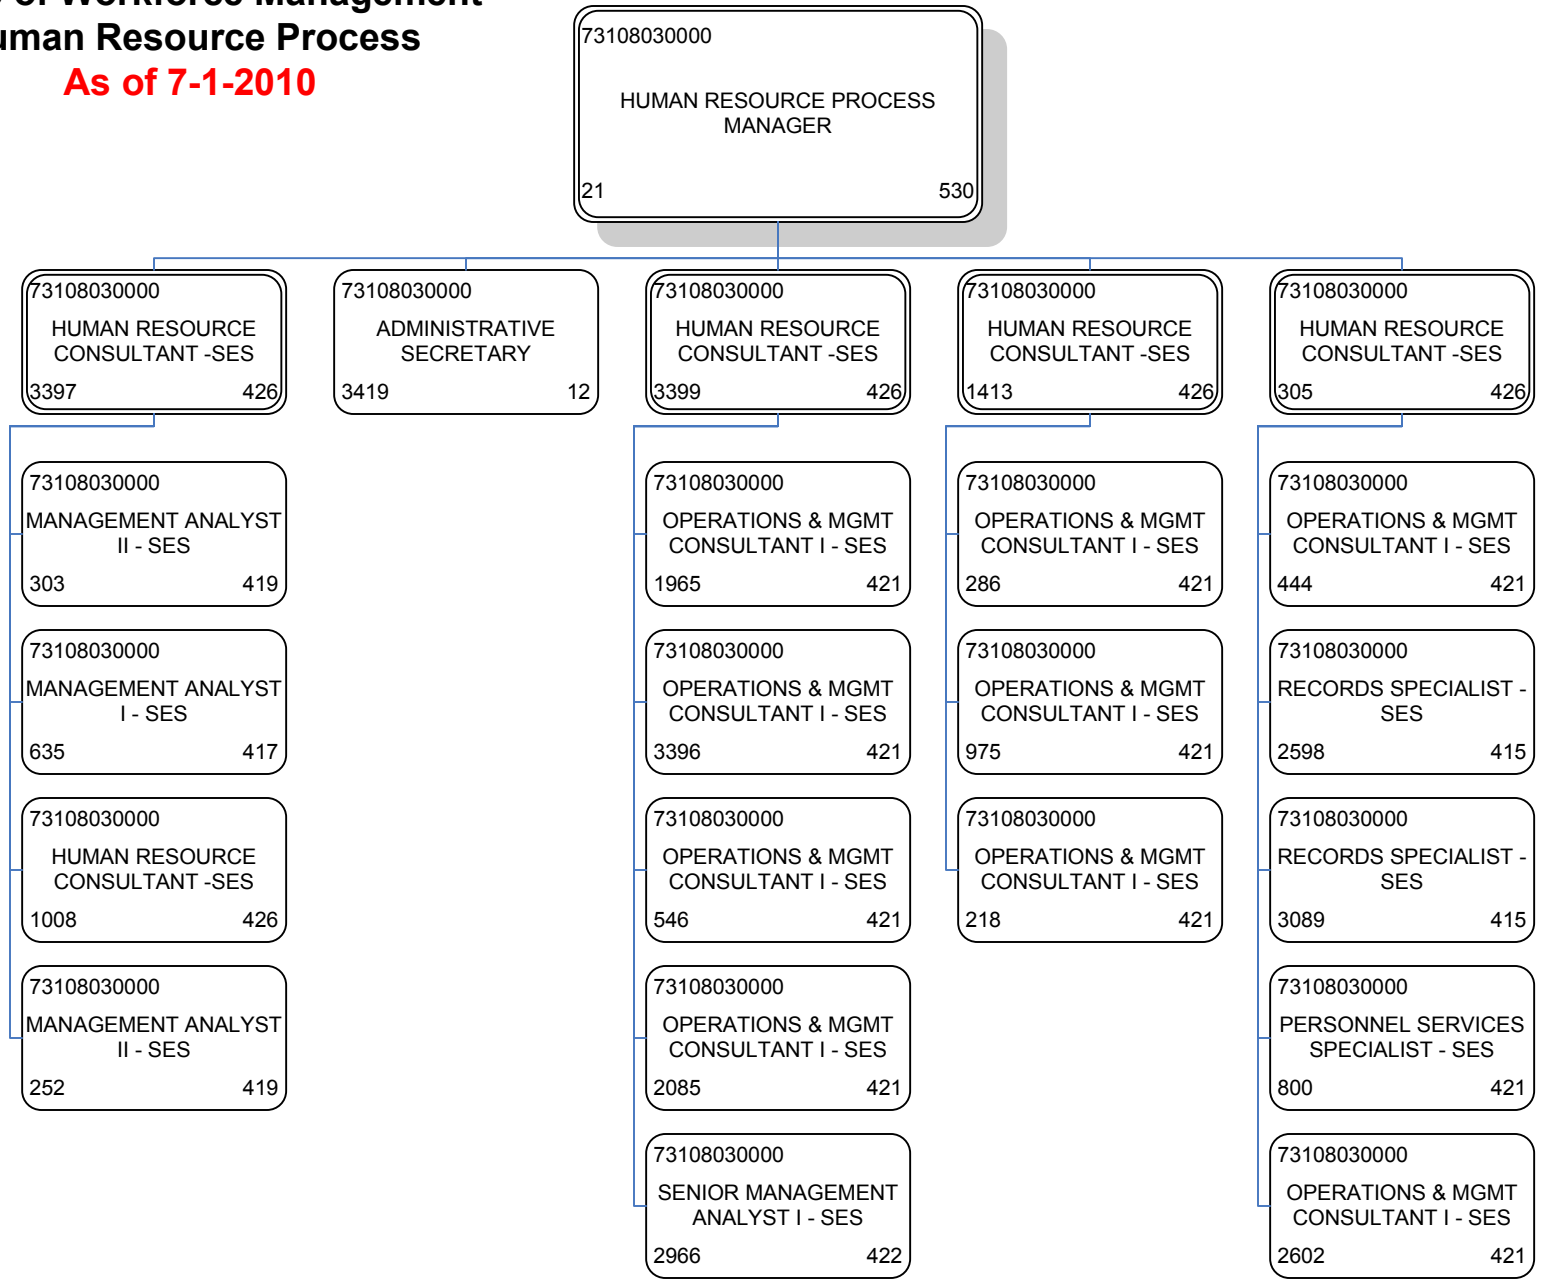 of Workforce Management
Human Resource Process
As of 7-1-2010
73108030000
HUMAN RESOURCE PROCESS
MANAGER
21 530
73108030000
HUMAN RESOURCE
CONSULTANT -SES
3397 426
73108030000
ADMINISTRATIVE
SECRETARY
3419 12
73108030000
HUMAN RESOURCE
CONSULTANT -SES
3399 426
73108030000
HUMAN RESOURCE
CONSULTANT -SES
1413 426
73108030000
HUMAN RESOURCE
CONSULTANT -SES
305 426
73108030000
MANAGEMENT ANALYST
II - SES
303 419
73108030000
MANAGEMENT ANALYST
I - SES
635 417
73108030000
HUMAN RESOURCE
CONSULTANT -SES
1008 426
73108030000
MANAGEMENT ANALYST
II - SES
252 419
73108030000
OPERATIONS & MGMT
CONSULTANT I - SES
1965 421
73108030000
OPERATIONS & MGMT
CONSULTANT I - SES
3396 421
73108030000
OPERATIONS & MGMT
CONSULTANT I - SES
546 421
73108030000
OPERATIONS & MGMT
CONSULTANT I - SES
2085 421
73108030000
SENIOR MANAGEMENT
ANALYST I - SES
2966 422
73108030000
OPERATIONS & MGMT
CONSULTANT I - SES
286 421
73108030000
OPERATIONS & MGMT
CONSULTANT I - SES
975 421
73108030000
OPERATIONS & MGMT
CONSULTANT I - SES
218 421
73108030000
OPERATIONS & MGMT
CONSULTANT I - SES
444 421
73108030000
RECORDS SPECIALIST -
SES
2598 415
73108030000
RECORDS SPECIALIST -
SES
3089 415
73108030000
PERSONNEL SERVICES
SPECIALIST - SES
800 421
73108030000
OPERATIONS & MGMT
CONSULTANT I - SES
2602 421